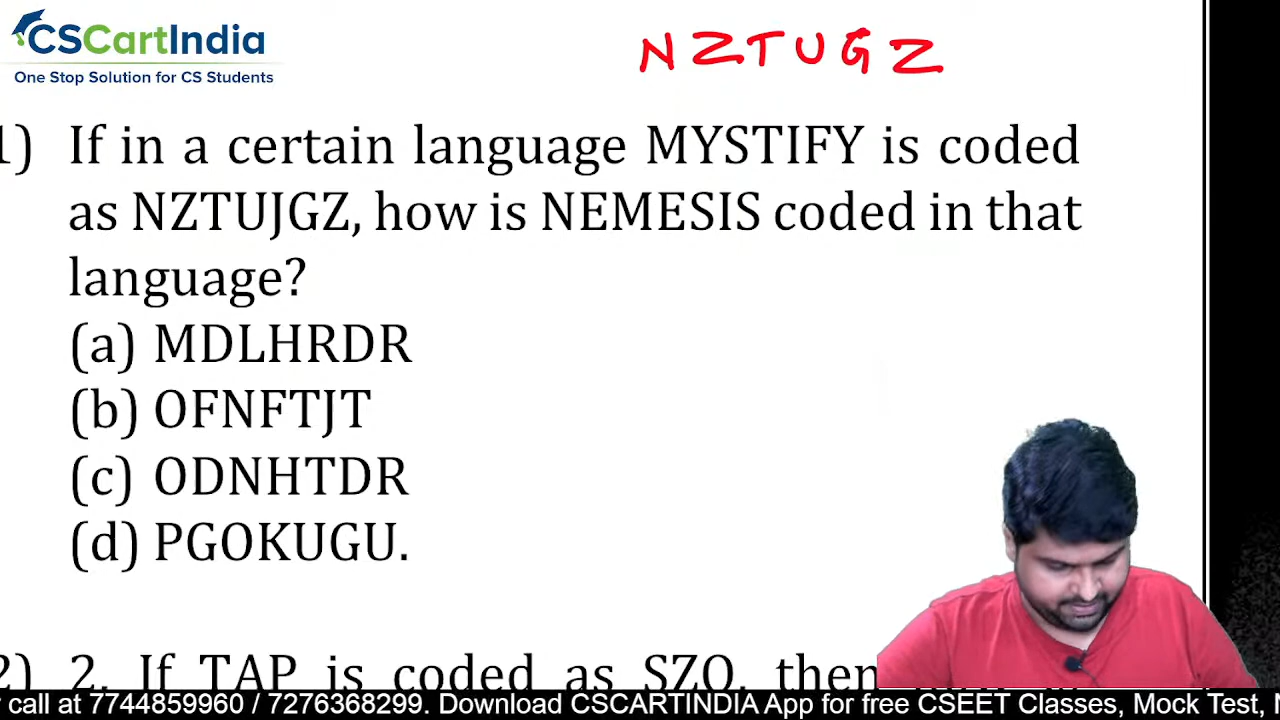 CSCartIndia
One Stop Solution for CS Students
NZTUGZ
1) If in a certain language MYSTIFY is coded
as NZTUJGZ, how is NEMESIS coded in that
language?
(a) MDLHRDR
(b) OFNFTJT
(c) ODNHTDR
(d) PGOKUGU.
2) 2. If TAP is coded as SZO, then
call at 7744859960 / 7276368299. Download CSCARTINDIA App for free CSEET Classes, Mock Test,